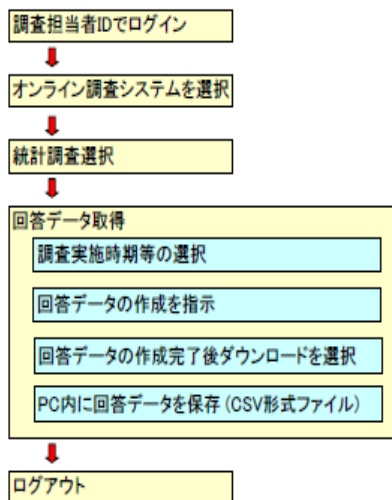 調査担当者IDでログイン
オンライン調査システムを選択
統計調査選択
回答データ取得
調査実施時期等の選択
回答データの作成を指示
回答データの作成完了後ダウンロードを選択
PC内に回答データを保存（CSV形式ファイル）
ログアウト